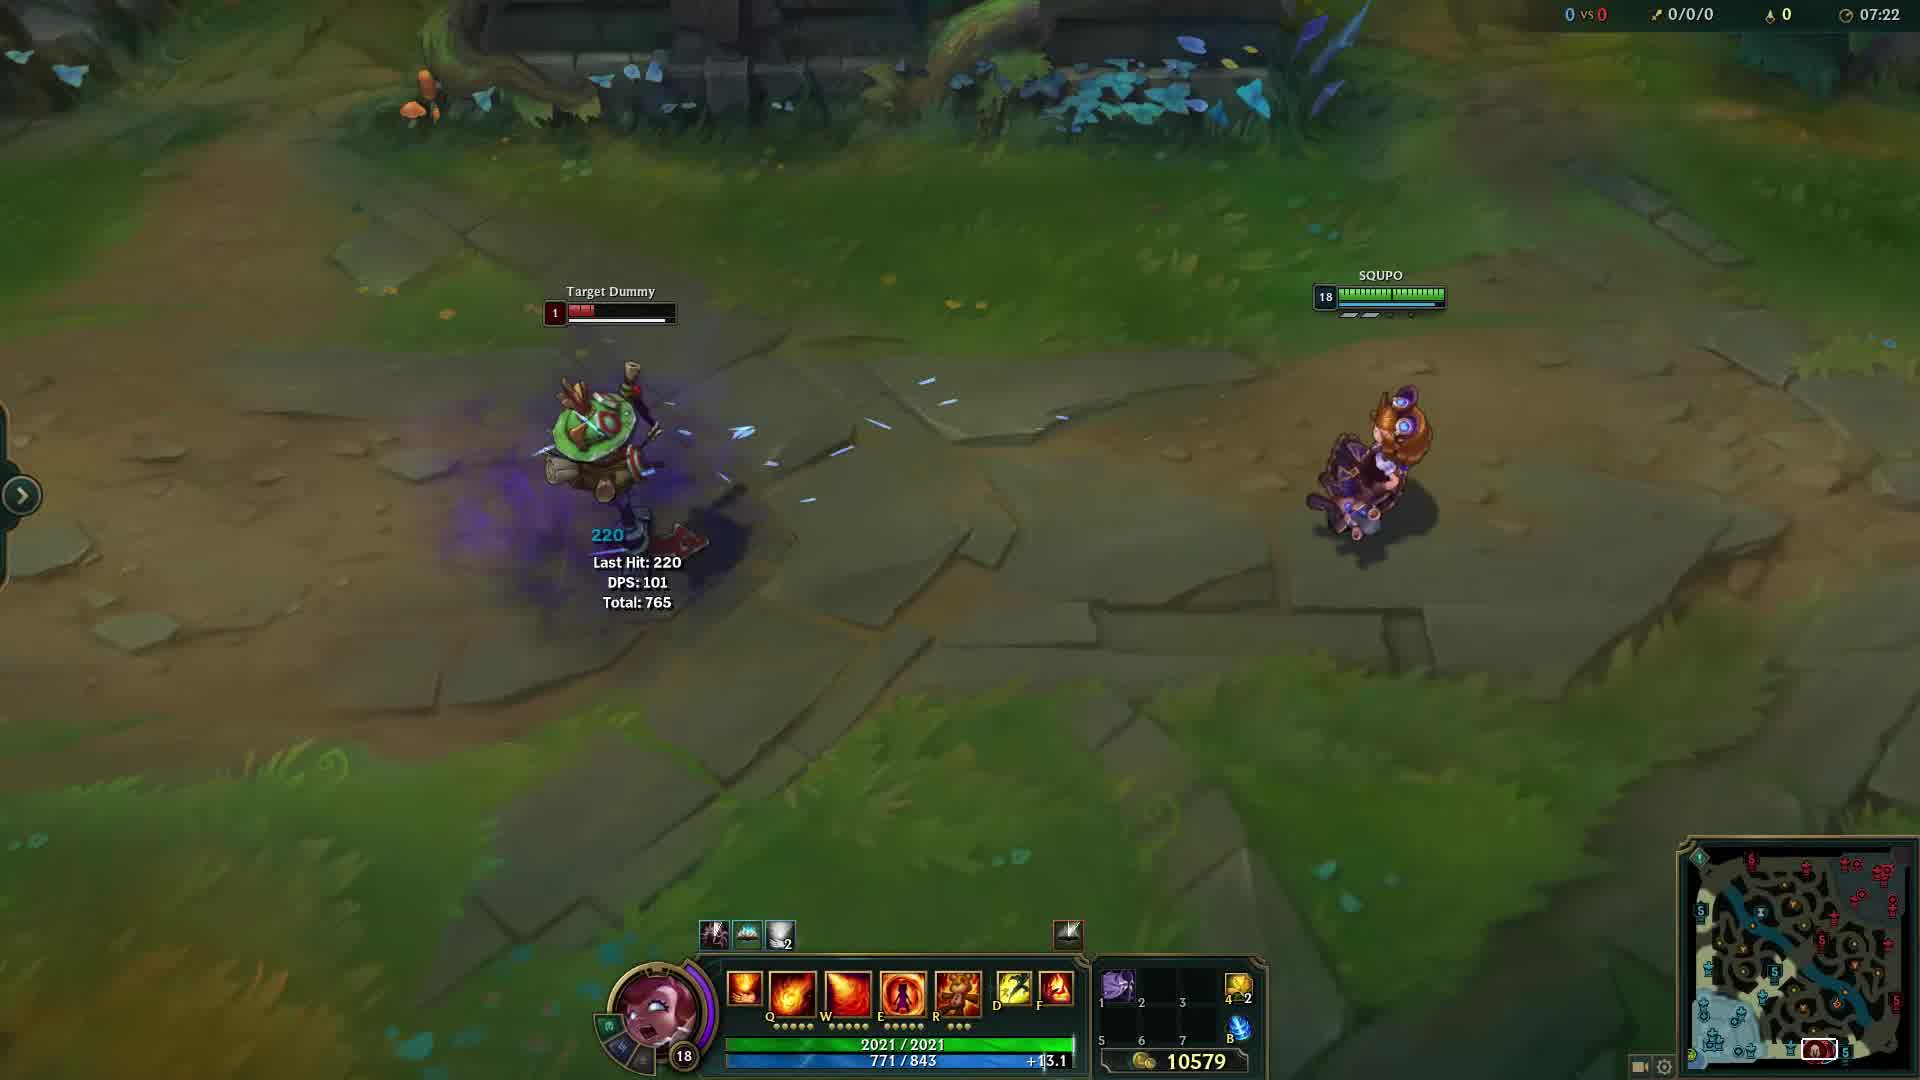 0 vs 0 0/0/0 0 07:22
SQUPO
18
Target Dummy
1
220
Last Hit: 220
DPS: 101
Total: 765
2
Q W E R D F
18
2021 / 2021
771 / 843 +13.1
1 2 3 4 2
5 6 7 B
10579
S
S
S
S
S
S